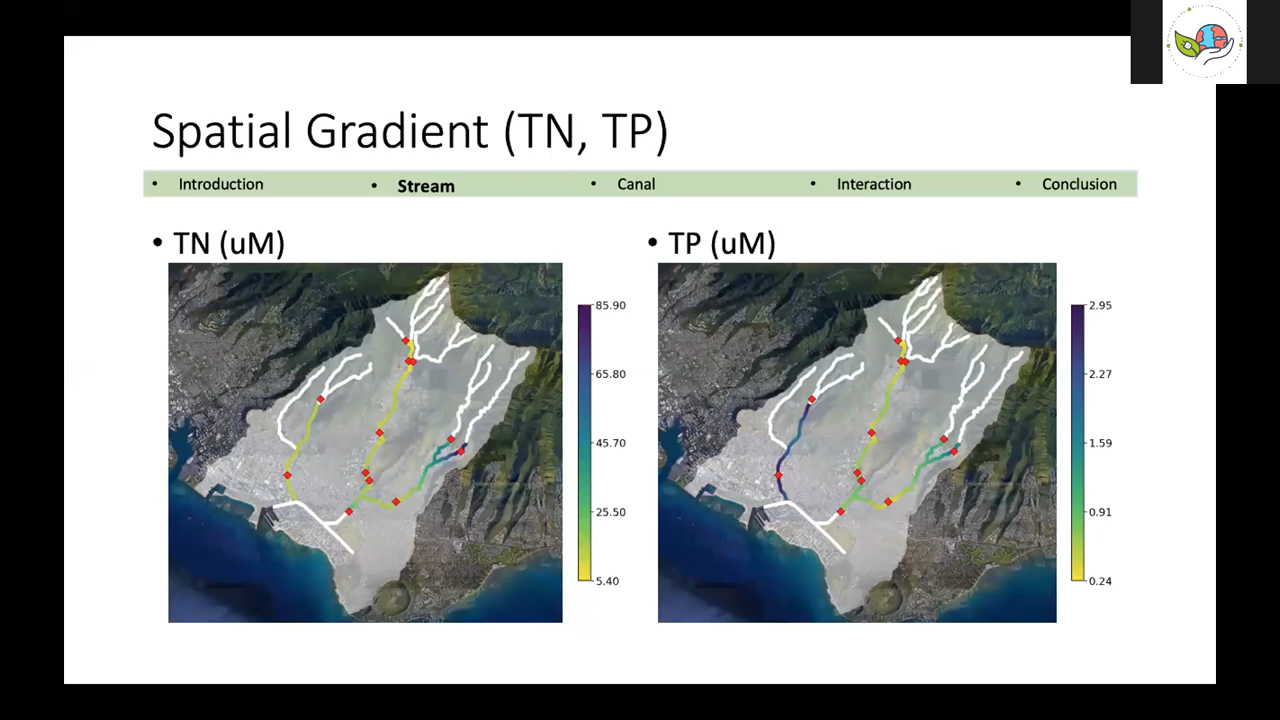 Spatial Gradient (TN, TP)
• Introduction • Stream • Canal • Interaction • Conclusion
• TN (uM)
85.90
65.80
45.70
25.50
5.40
• TP (uM)
2.95
2.27
1.59
0.91
0.24